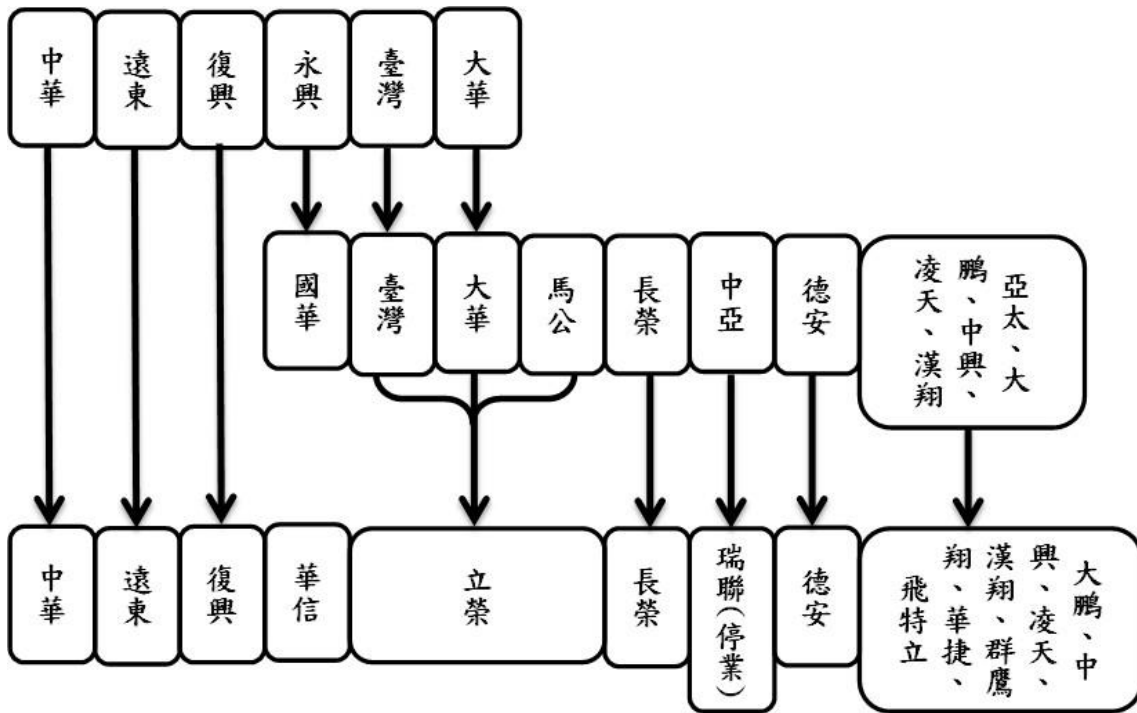 中華
遠東
復興
永興
臺灣
大華
國華
臺灣
大華
馬公
長榮
中亞
德安
亞太、大
鵬、中興、
凌天、漢翔
中華
遠東
復興
華信
立榮
長榮
瑞聯(停業)
德安
大鵬、中
興、凌天、
漢翔、群鷹
翔、華捷、
飛特立